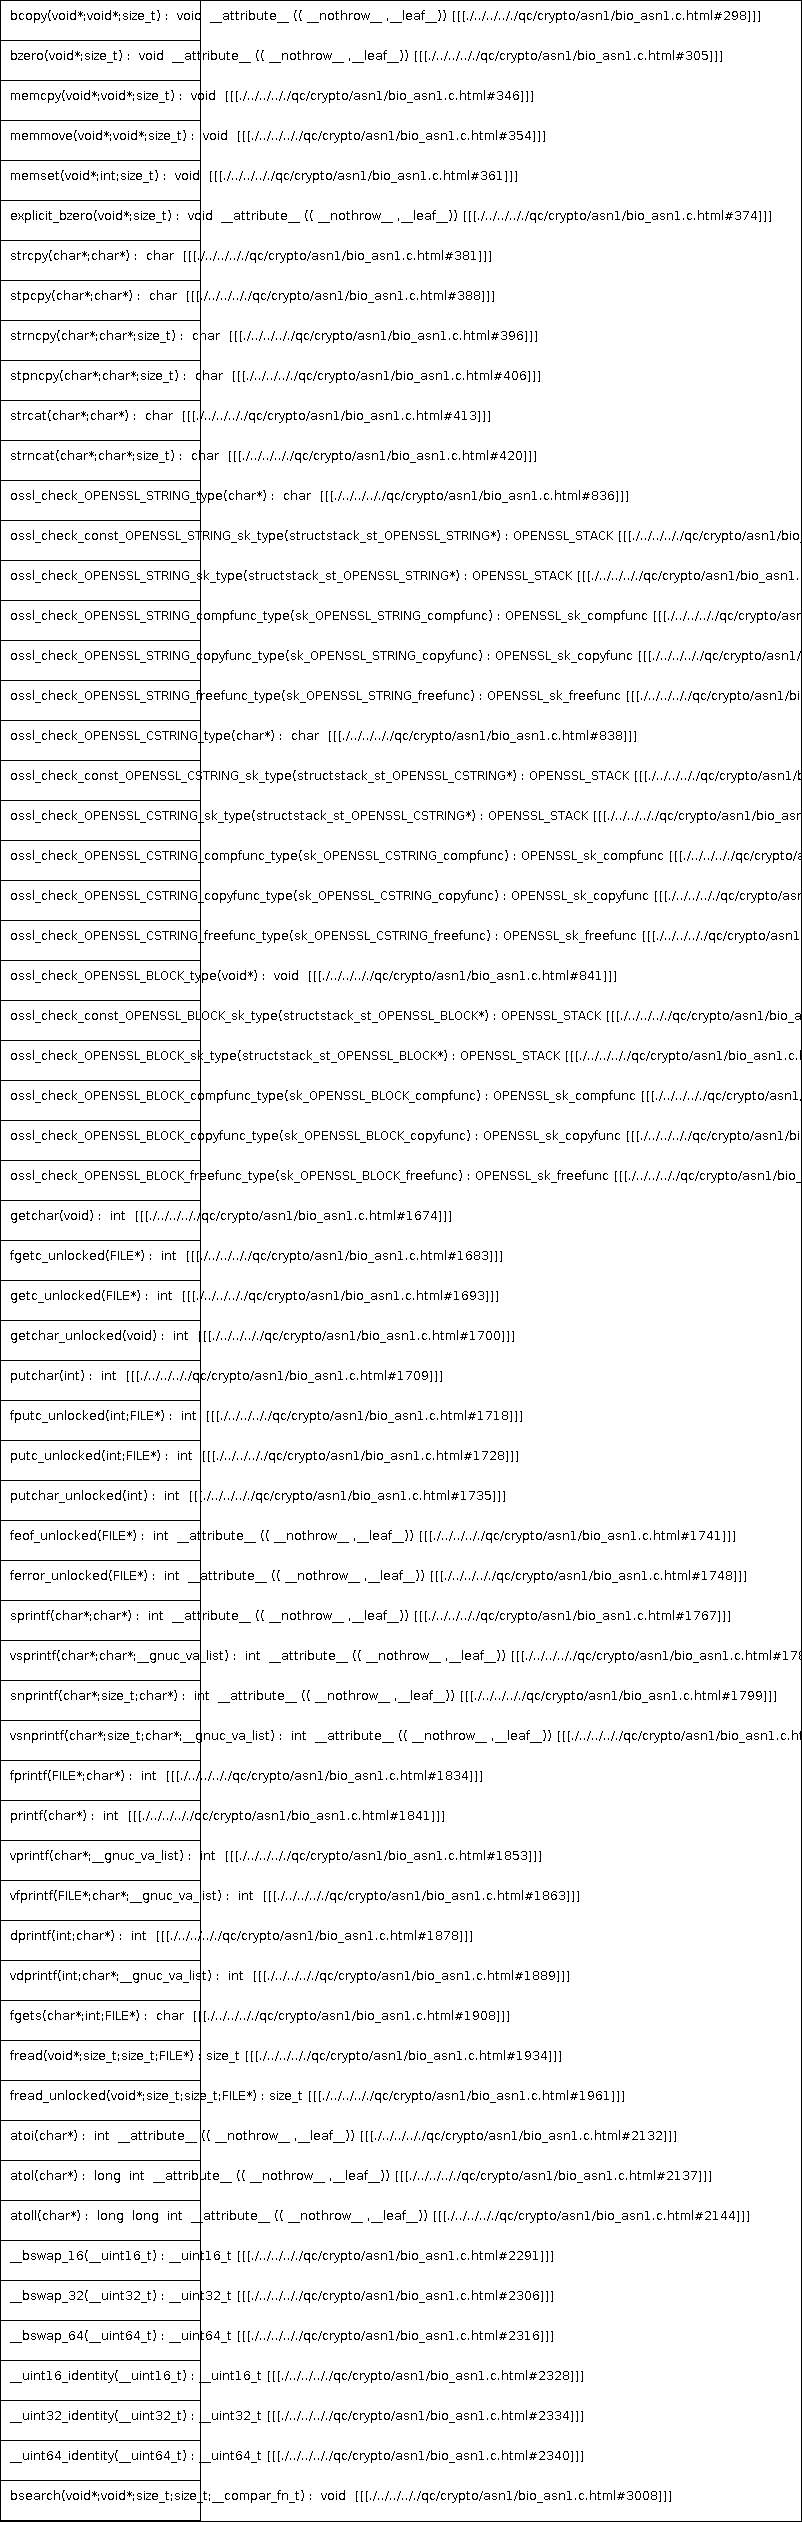 bcopy(void*;void*;size_t) :  void  __attribute__ (( __nothrow__ ,__leaf__)) [[[./../../../../qc/crypto/asn1/bio_asn1.c.html#298]]]
bzero(void*;size_t) :  void  __attribute__ (( __nothrow__ ,__leaf__)) [[[./../../../../qc/crypto/asn1/bio_asn1.c.html#305]]]
memcpy(void*;void*;size_t) :  void  [[[./../../../../qc/crypto/asn1/bio_asn1.c.html#346]]]
memmove(void*;void*;size_t) :  void  [[[./../../../../qc/crypto/asn1/bio_asn1.c.html#354]]]
memset(void*;int;size_t) :  void  [[[./../../../../qc/crypto/asn1/bio_asn1.c.html#361]]]
explicit_bzero(void*;size_t) :  void  __attribute__ (( __nothrow__ ,__leaf__)) [[[./../../../../qc/crypto/asn1/bio_asn1.c.html#374]]]
strcpy(char*;char*) :  char  [[[./../../../../qc/crypto/asn1/bio_asn1.c.html#381]]]
stpcpy(char*;char*) :  char  [[[./../../../../qc/crypto/asn1/bio_asn1.c.html#388]]]
strncpy(char*;char*;size_t) :  char  [[[./../../../../qc/crypto/asn1/bio_asn1.c.html#396]]]
stpncpy(char*;char*;size_t) :  char  [[[./../../../../qc/crypto/asn1/bio_asn1.c.html#406]]]
strcat(char*;char*) :  char  [[[./../../../../qc/crypto/asn1/bio_asn1.c.html#413]]]
strncat(char*;char*;size_t) :  char  [[[./../../../../qc/crypto/asn1/bio_asn1.c.html#420]]]
ossl_check_OPENSSL_STRING_type(char*) :  char  [[[./../../../../qc/crypto/asn1/bio_asn1.c.html#836]]]
ossl_check_const_OPENSSL_STRING_sk_type(structstack_st_OPENSSL_STRING*) : OPENSSL_STACK [[[./../../../../qc/crypto/asn1/bio_
ossl_check_OPENSSL_STRING_sk_type(structstack_st_OPENSSL_STRING*) : OPENSSL_STACK [[[./../../../../qc/crypto/asn1/bio_asn1.
ossl_check_OPENSSL_STRING_compfunc_type(sk_OPENSSL_STRING_compfunc) : OPENSSL_sk_compfunc [[[./../../../../qc/crypto/asn
ossl_check_OPENSSL_STRING_copyfunc_type(sk_OPENSSL_STRING_copyfunc) : OPENSSL_sk_copyfunc [[[./../../../../qc/crypto/asn1/
ossl_check_OPENSSL_STRING_freefunc_type(sk_OPENSSL_STRING_freefunc) : OPENSSL_sk_freefunc [[[./../../../../qc/crypto/asn1/bi
ossl_check_OPENSSL_CSTRING_type(char*) :  char  [[[./../../../../qc/crypto/asn1/bio_asn1.c.html#838]]]
ossl_check_const_OPENSSL_CSTRING_sk_type(structstack_st_OPENSSL_CSTRING*) : OPENSSL_STACK [[[./../../../../qc/crypto/asn1/b
ossl_check_OPENSSL_CSTRING_sk_type(structstack_st_OPENSSL_CSTRING*) : OPENSSL_STACK [[[./../../../../qc/crypto/asn1/bio_asn
ossl_check_OPENSSL_CSTRING_compfunc_type(sk_OPENSSL_CSTRING_compfunc) : OPENSSL_sk_compfunc [[[./../../../../qc/crypto/a
ossl_check_OPENSSL_CSTRING_copyfunc_type(sk_OPENSSL_CSTRING_copyfunc) : OPENSSL_sk_copyfunc [[[./../../../../qc/crypto/asn
ossl_check_OPENSSL_CSTRING_freefunc_type(sk_OPENSSL_CSTRING_freefunc) : OPENSSL_sk_freefunc [[[./../../../../qc/crypto/asn1
ossl_check_OPENSSL_BLOCK_type(void*) :  void  [[[./../../../../qc/crypto/asn1/bio_asn1.c.html#841]]]
ossl_check_const_OPENSSL_BLOCK_sk_type(structstack_st_OPENSSL_BLOCK*) : OPENSSL_STACK [[[./../../../../qc/crypto/asn1/bio_a
ossl_check_OPENSSL_BLOCK_sk_type(structstack_st_OPENSSL_BLOCK*) : OPENSSL_STACK [[[./../../../../qc/crypto/asn1/bio_asn1.c.l
ossl_check_OPENSSL_BLOCK_compfunc_type(sk_OPENSSL_BLOCK_compfunc) : OPENSSL_sk_compfunc [[[./../../../../qc/crypto/asn1,
ossl_check_OPENSSL_BLOCK_copyfunc_type(sk_OPENSSL_BLOCK_copyfunc) : OPENSSL_sk_copyfunc [[[./../../../../qc/crypto/asn1/bi
ossl_check_OPENSSL_BLOCK_freefunc_type(sk_OPENSSL_BLOCK_freefunc) : OPENSSL_sk_freefunc [[[./../../../../qc/crypto/asn1/bio_
getchar(void) :  int  [[[./../../../../qc/crypto/asn1/bio_asn1.c.html#1674]]]
fgetc_unlocked(FILE*) :  int  [[[./../../../../qc/crypto/asn1/bio_asn1.c.html#1683]]]
getc_unlocked(FILE*) :  int  [[[./../../../../qc/crypto/asn1/bio_asn1.c.html#1693]]]
getchar_unlocked(void) :  int  [[[./../../../../qc/crypto/asn1/bio_asn1.c.html#1700]]]
putchar(int) :  int  [[[./../../../../qc/crypto/asn1/bio_asn1.c.html#1709]]]
fputc_unlocked(int;FILE*) :  int  [[[./../../../../qc/crypto/asn1/bio_asn1.c.html#1718]]]
putc_unlocked(int;FILE*) :  int  [[[./../../../../qc/crypto/asn1/bio_asn1.c.html#1728]]]
putchar_unlocked(int) :  int  [[[./../../../../qc/crypto/asn1/bio_asn1.c.html#1735]]]
feof_unlocked(FILE*) :  int  __attribute__ (( __nothrow__ ,__leaf__)) [[[./../../../../qc/crypto/asn1/bio_asn1.c.html#1741]]]
ferror_unlocked(FILE*) :  int  __attribute__ (( __nothrow__ ,__leaf__)) [[[./../../../../qc/crypto/asn1/bio_asn1.c.html#1748]]]
sprintf(char*;char*) :  int  __attribute__ (( __nothrow__ ,__leaf__)) [[[./../../../../qc/crypto/asn1/bio_asn1.c.html#1767]]]
vsprintf(char*;char*;__gnuc_va_list) :  int  __attribute__ (( __nothrow__ ,__leaf__)) [[[./../../../../qc/crypto/asn1/bio_asn1.c.html#178
snprintf(char*;size_t;char*) :  int  __attribute__ (( __nothrow__ ,__leaf__)) [[[./../../../../qc/crypto/asn1/bio_asn1.c.html#1799]]]
vsnprintf(char*;size_t;char*;__gnuc_va_list) :  int  __attribute__ (( __nothrow__ ,__leaf__)) [[[./../../../../qc/crypto/asn1/bio_asn1.c.ht
fprintf(FILE*;char*) :  int  [[[./../../../../qc/crypto/asn1/bio_asn1.c.html#1834]]]
printf(char*) :  int  [[[./../../../../qc/crypto/asn1/bio_asn1.c.html#1841]]]
vprintf(char*;__gnuc_va_list) :  int  [[[./../../../../qc/crypto/asn1/bio_asn1.c.html#1853]]]
vfprintf(FILE*;char*;__gnuc_va_list) :  int  [[[./../../../../qc/crypto/asn1/bio_asn1.c.html#1863]]]
dprintf(int;char*) :  int  [[[./../../../../qc/crypto/asn1/bio_asn1.c.html#1878]]]
vdprintf(int;char*;__gnuc_va_list) :  int  [[[./../../../../qc/crypto/asn1/bio_asn1.c.html#1889]]]
fgets(char*;int;FILE*) :  char  [[[./../../../../qc/crypto/asn1/bio_asn1.c.html#1908]]]
fread(void*;size_t;size_t;FILE*) : size_t [[[./../../../../qc/crypto/asn1/bio_asn1.c.html#1934]]]
fread_unlocked(void*;size_t;size_t;FILE*) : size_t [[[./../../../../qc/crypto/asn1/bio_asn1.c.html#1961]]]
atoi(char*) :  int  __attribute__ (( __nothrow__ ,__leaf__)) [[[./../../../../qc/crypto/asn1/bio_asn1.c.html#2132]]]
atol(char*) :  long  int  __attribute__ (( __nothrow__ ,__leaf__)) [[[./../../../../qc/crypto/asn1/bio_asn1.c.html#2137]]]
atoll(char*) :  long  long  int  __attribute__ (( __nothrow__ ,__leaf__)) [[[./../../../../qc/crypto/asn1/bio_asn1.c.html#2144]]]
__bswap_16(__uint16_t) : __uint16_t [[[./../../../../qc/crypto/asn1/bio_asn1.c.html#2291]]]
__bswap_32(__uint32_t) : __uint32_t [[[./../../../../qc/crypto/asn1/bio_asn1.c.html#2306]]]
__bswap_64(__uint64_t) : __uint64_t [[[./../../../../qc/crypto/asn1/bio_asn1.c.html#2316]]]
__uint16_identity(__uint16_t) : __uint16_t [[[./../../../../qc/crypto/asn1/bio_asn1.c.html#2328]]]
__uint32_identity(__uint32_t) : __uint32_t [[[./../../../../qc/crypto/asn1/bio_asn1.c.html#2334]]]
__uint64_identity(__uint64_t) : __uint64_t [[[./../../../../qc/crypto/asn1/bio_asn1.c.html#2340]]]
bsearch(void*;void*;size_t;size_t;__compar_fn_t) :  void  [[[./../../../../qc/crypto/asn1/bio_asn1.c.html#3008]]]